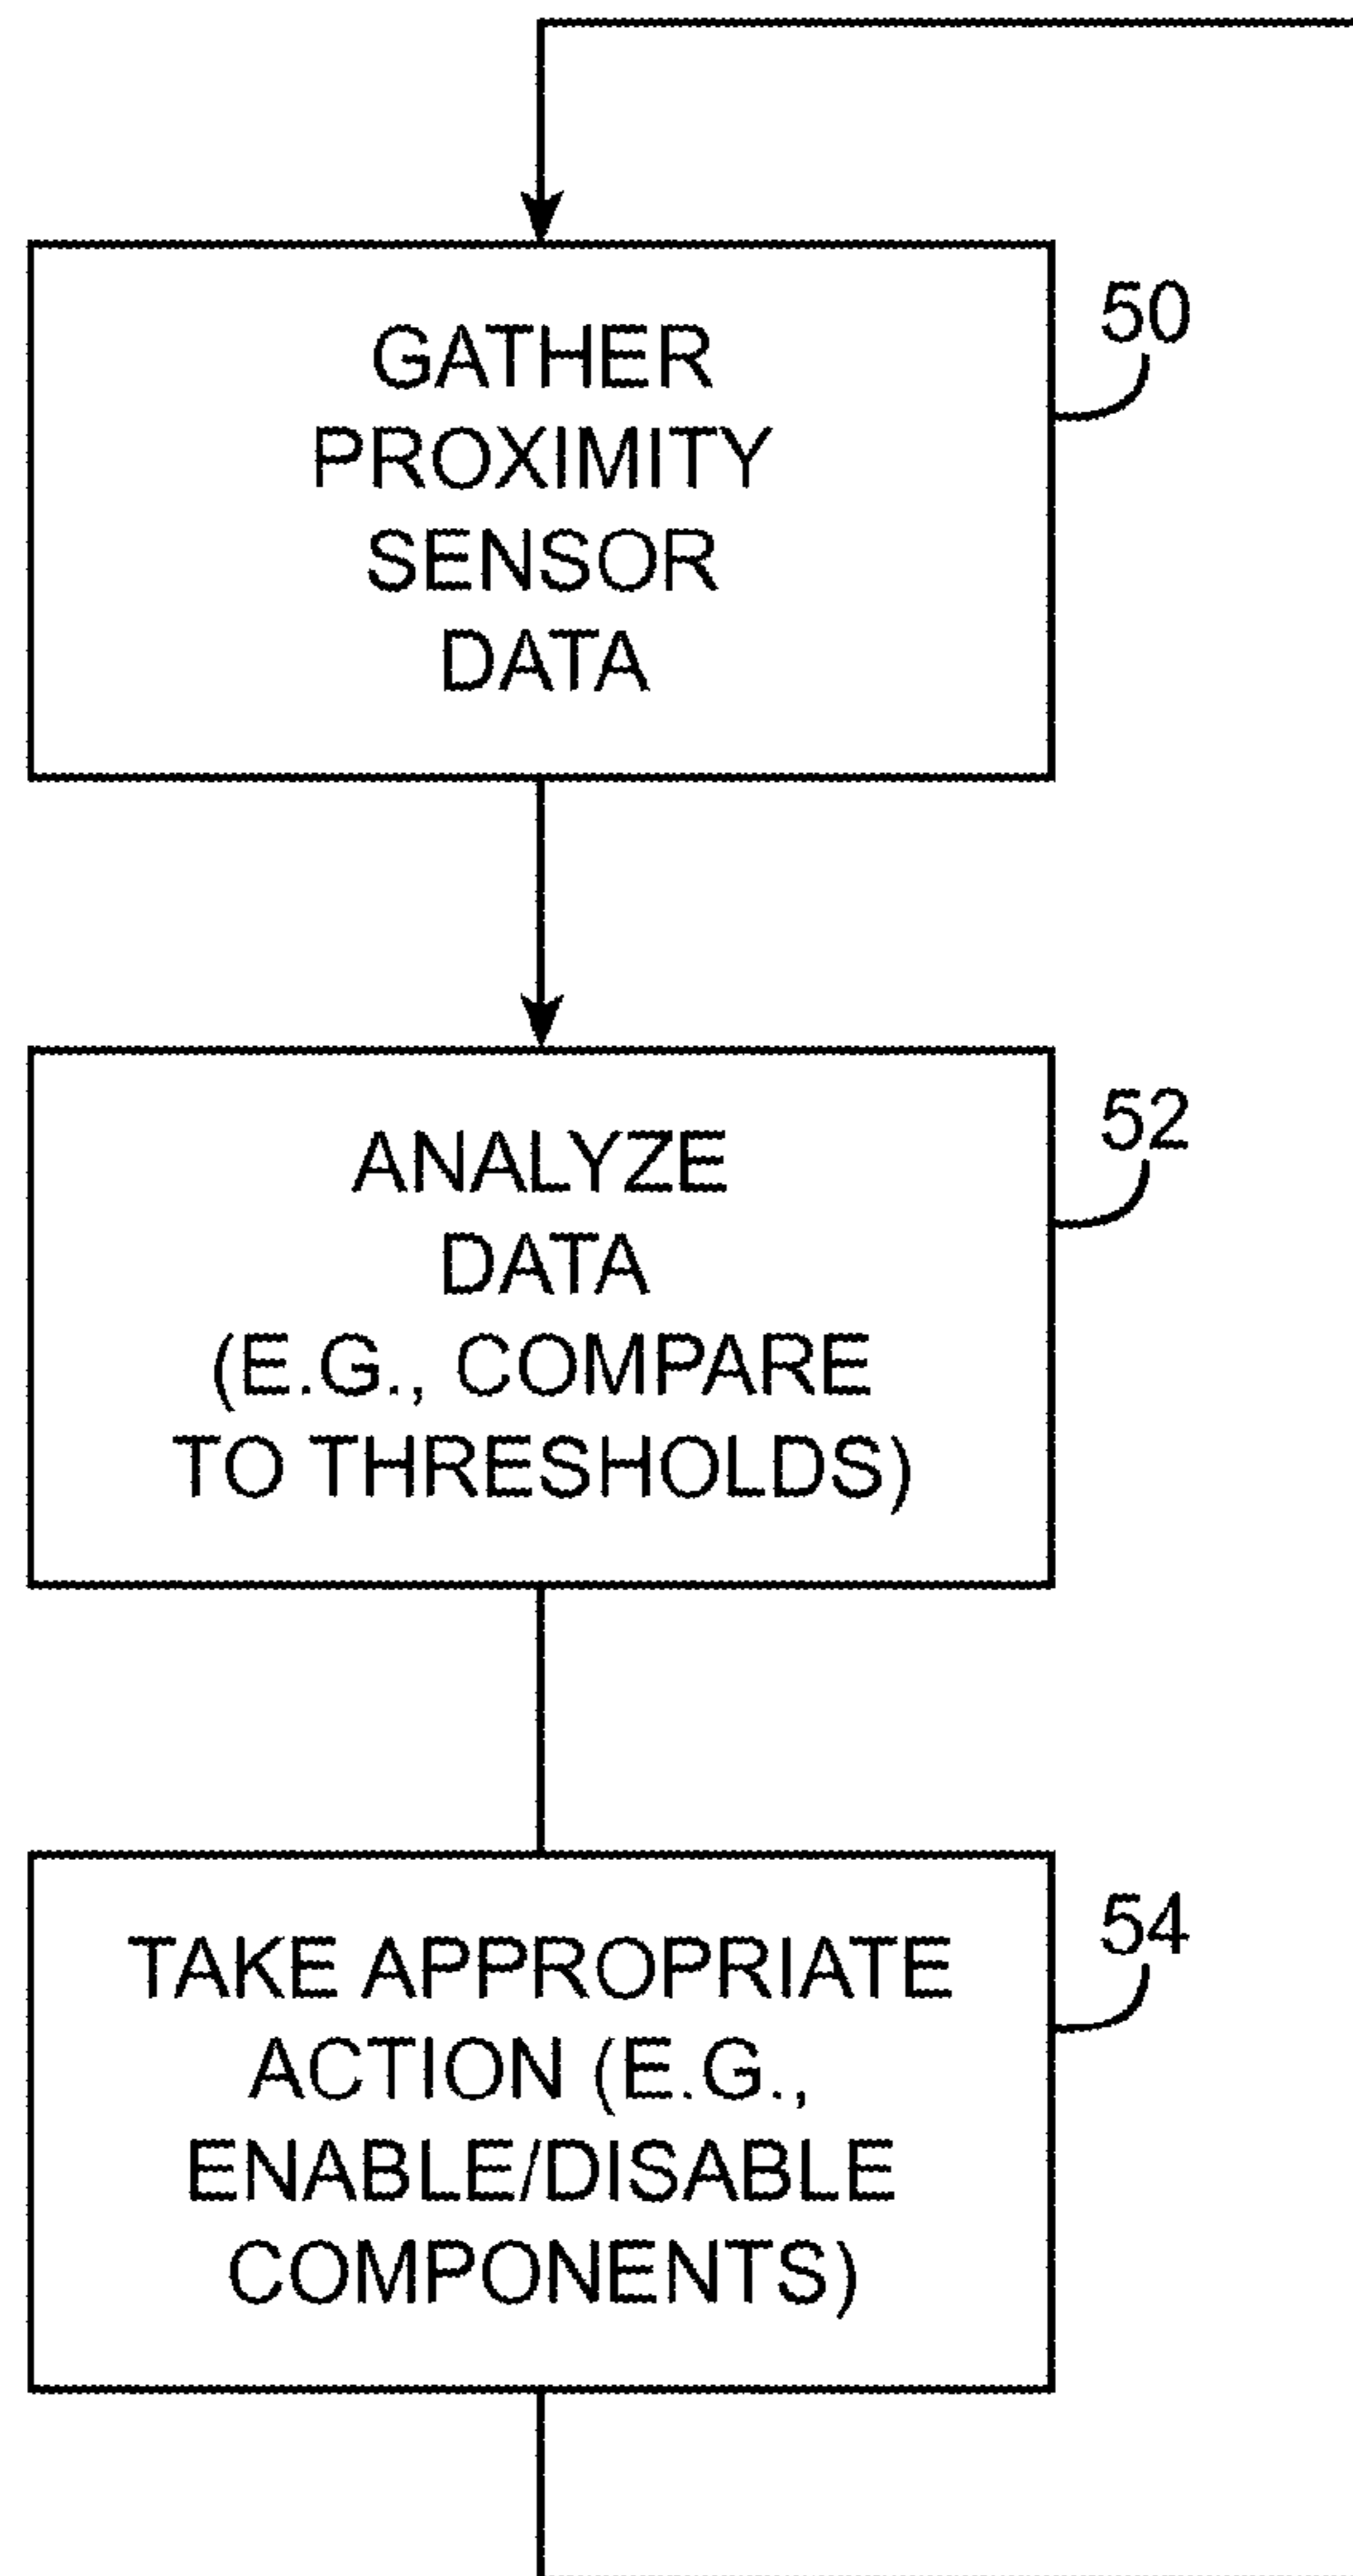 GATHER
PROXIMITY
SENSOR
DATA
50
ANALYZE
DATA
(E.G., COMPARE
TO THRESHOLDS)
52
TAKE APPROPRIATE
ACTION (E.G.,
ENABLE/DISABLE
COMPONENTS)
54